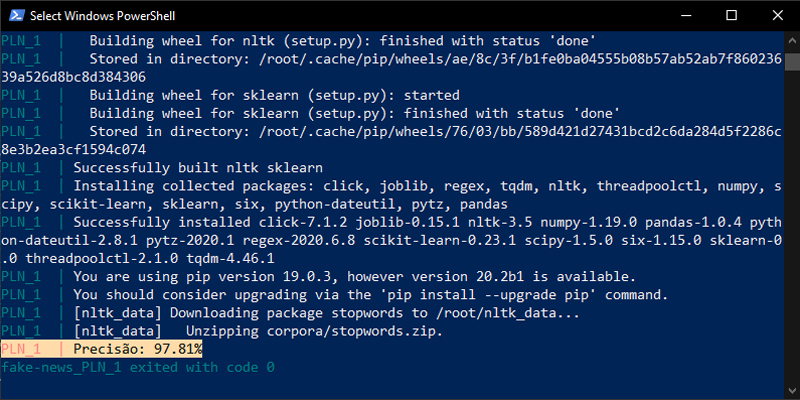 Select Windows PowerShell
PLN_1  |   Building wheel for nltk (setup.py): finished with status 'done'
PLN_1  |   Stored in directory: /root/.cache/pip/wheels/ae/8c/3f/b1fe0ba04555b08b57ab52ab7f860236
39a526d8bc8d384306
PLN_1  |   Building wheel for sklearn (setup.py): started
PLN_1  |   Building wheel for sklearn (setup.py): finished with status 'done'
PLN_1  |   Stored in directory: /root/.cache/pip/wheels/76/03/bb/589d421d27431bcd2c6da284d5f2286c
8e3b2ea3cf1594c074
PLN_1  | Successfully built nltk sklearn
PLN_1  | Installing collected packages: click, joblib, regex, tqdm, nltk, threadpoolctl, numpy, s
cipy, scikit-learn, sklearn, six, python-dateutil, pytz, pandas
PLN_1  | Successfully installed click-7.1.2 joblib-0.15.1 nltk-3.5 numpy-1.19.0 pandas-1.0.4 pyth
on-dateutil-2.8.1 pytz-2020.1 regex-2020.6.8 scikit-learn-0.23.1 scipy-1.5.0 six-1.15.0 sklearn-0
.0 threadpoolctl-2.1.0 tqdm-4.46.1
PLN_1  | You are using pip version 19.0.3, however version 20.2b1 is available.
PLN_1  | You should consider upgrading via the 'pip install --upgrade pip' command.
PLN_1  | [nltk_data] Downloading package stopwords to /root/nltk_data...
PLN_1  | [nltk_data]   Unzipping corpora/stopwords.zip.
PLN_1  | Precisão: 97.81%
fake-news_PLN_1 exited with code 0